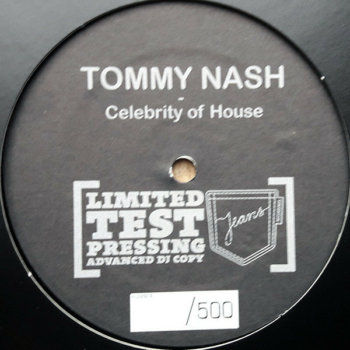 TOMMY NASH
-
Celebrity of House
LIMITED
TEST
PRESSING
ADVANCED DJ COPY
Jeans
/500